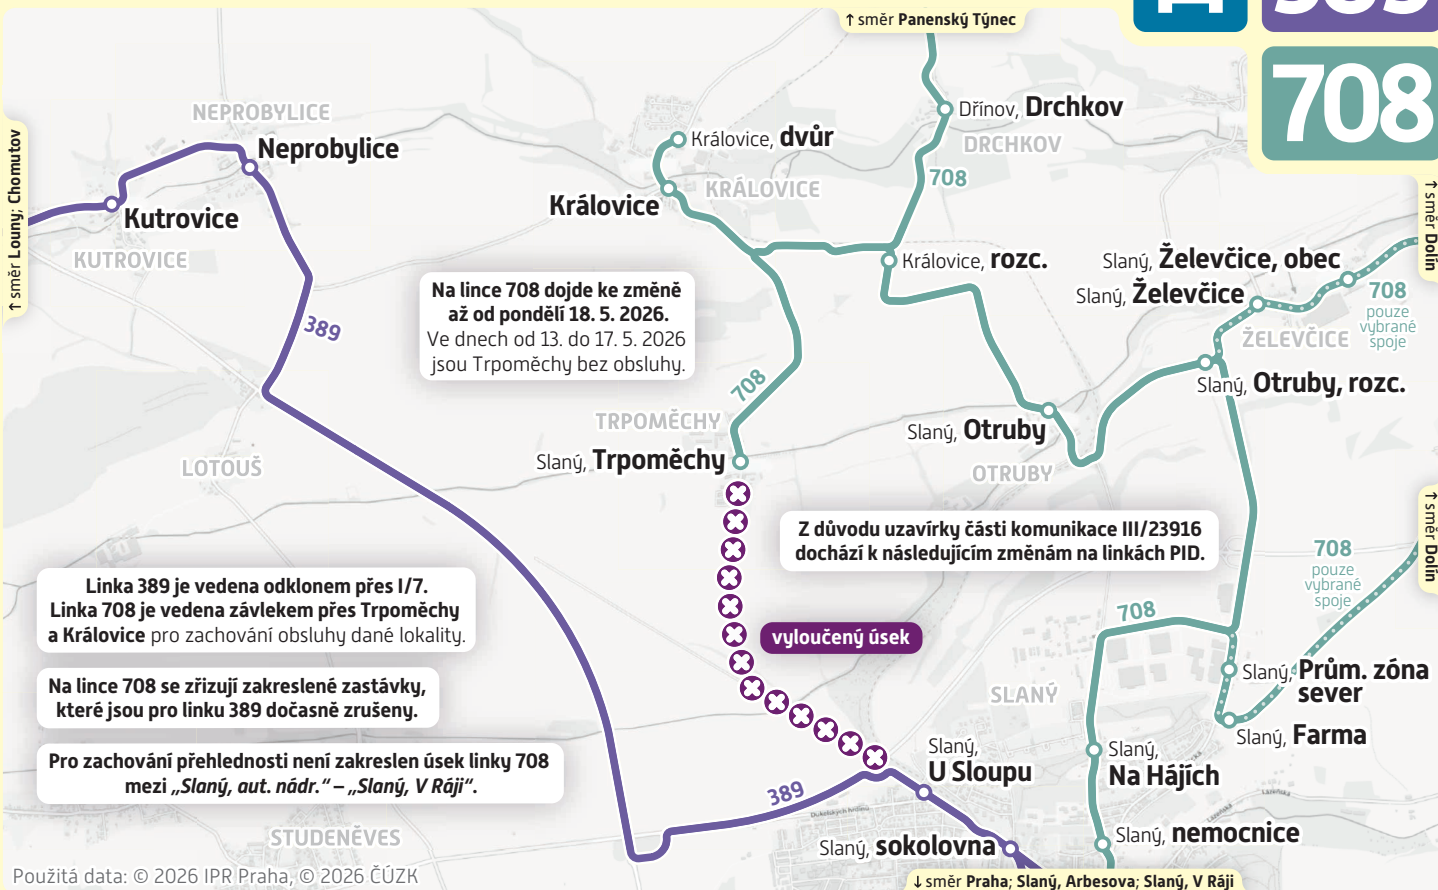 ↑ směr Panenský Týnec
389
708
↑ směr Louny; Chomutov
NEPROBYLICE
Neprobylice
Kutrovice
KUTROVICE
389
Královice, dvůr
KRÁLOVICE
Královice
Dřínov, Drchkov
DRCHKOV
708
Královice, rozc.
↑ směr Dolín
Slaný, Želevčice, obec
Slaný, Želevčice
708
pouze
vybrané
spoje
ŽELEVČICE
Slaný, Otruby, rozc.
Na lince 708 dojde ke změně
až od pondělí 18. 5. 2026.
Ve dnech od 13. do 17. 5. 2026
jsou Trpoměchy bez obsluhy.
708
TRPOMĚCHY
Slaný, Trpoměchy
Slaný, Otruby
OTRUBY
LOTOUŠ
Z důvodu uzavírky části komunikace III/23916
dochází k následujícím změnám na linkách PID.
↑ směr Dolín
708
pouze
vybrané
spoje
Linka 389 je vedena odklonem přes I/7.
Linka 708 je vedena závlekem přes Trpoměchy
a Královice pro zachování obsluhy dané lokality.
vyloučený úsek
708
Na lince 708 se zřizují zakreslené zastávky,
které jsou pro linku 389 dočasně zrušeny.
SLANÝ
Slaný, Prům. zóna
sever
Slaný, Farma
Pro zachování přehlednosti není zakreslen úsek linky 708
mezi „Slaný, aut. nádr.“ – „Slaný, V Ráji“.
Slaný,
U Sloupu
Slaný,
Na Hájích
389
Dukelských hrdinů
Lázeňská
Lázeňská
STUDENĚVES
Slaný, sokolovna
Slaný, nemocnice
Použitá data: © 2026 IPR Praha, © 2026 ČÚZK
↓ směr Praha; Slaný, Arbesova; Slaný, V Ráji